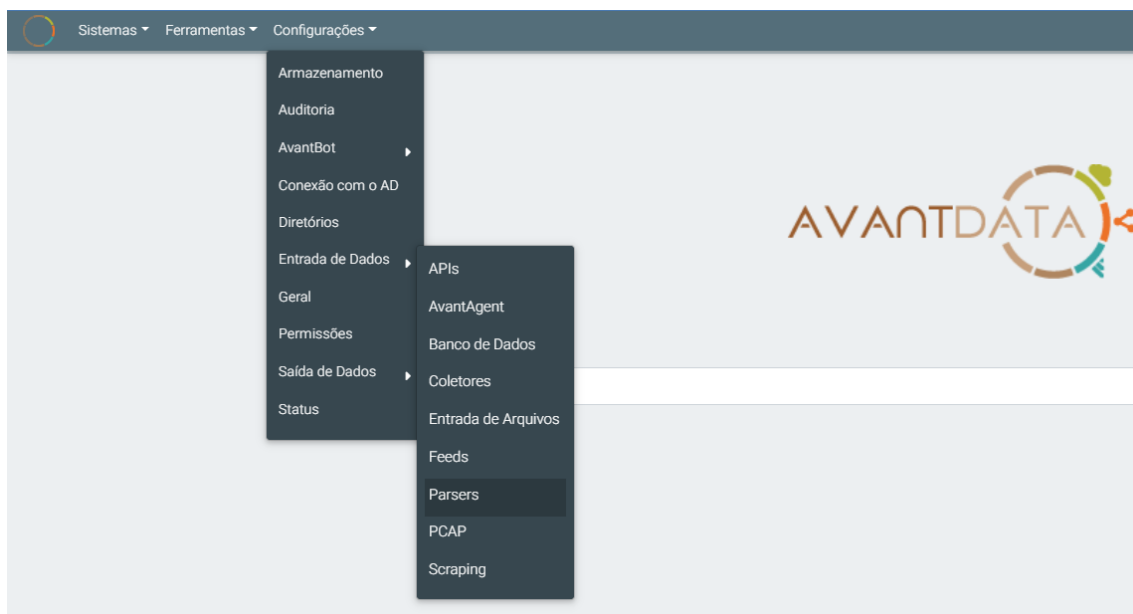 Sistemas Ferramentas Configurações
Armazenamento
Auditoria
AvantBot
Conexão com o AD
Diretórios
Entrada de Dados
Geral
Permissões
Saída de Dados
Status
APIs
AvantAgent
Banco de Dados
Coletores
Entrada de Arquivos
Feeds
Parsers
PCAP
Scraping
AVANTDATA